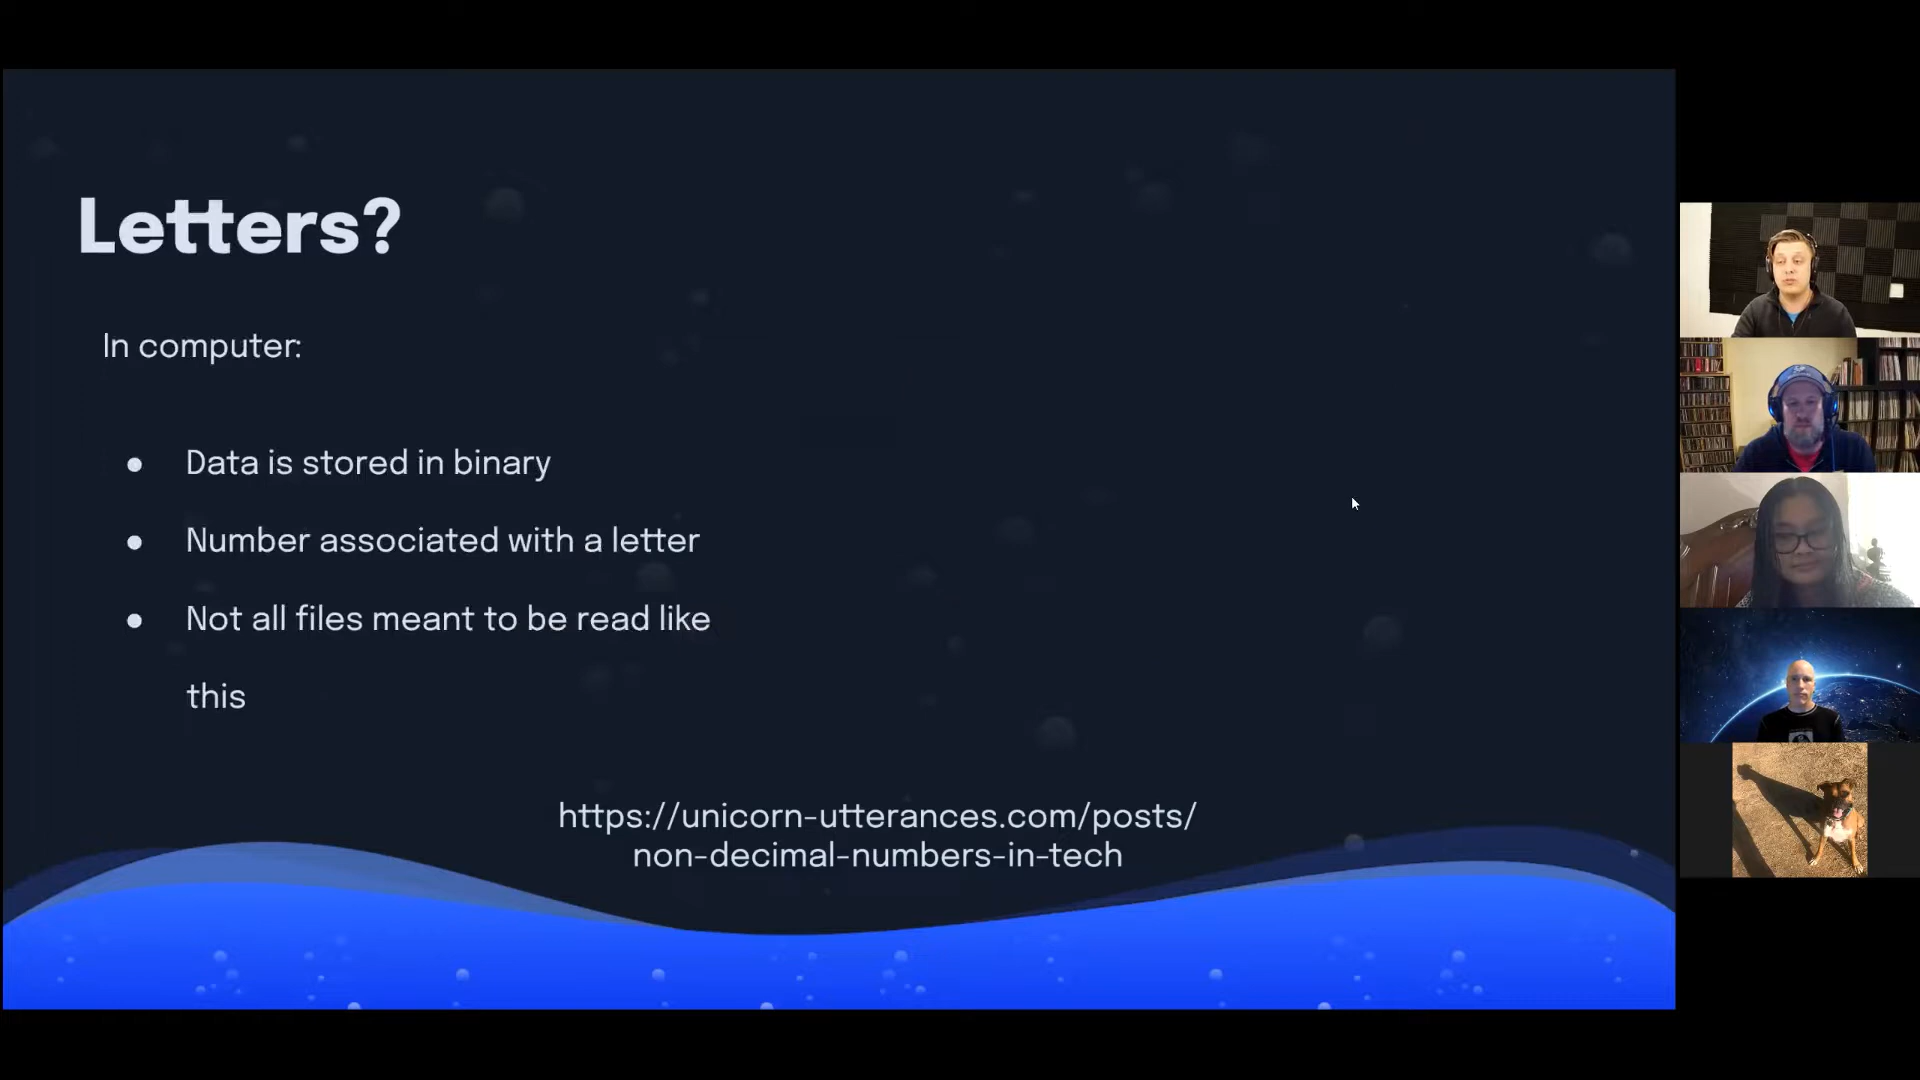 Letters?
In computer:
● Data is stored in binary
● Number associated with a letter
● Not all files meant to be read like
this
https://unicorn-utterances.com/posts/
non-decimal-numbers-in-tech